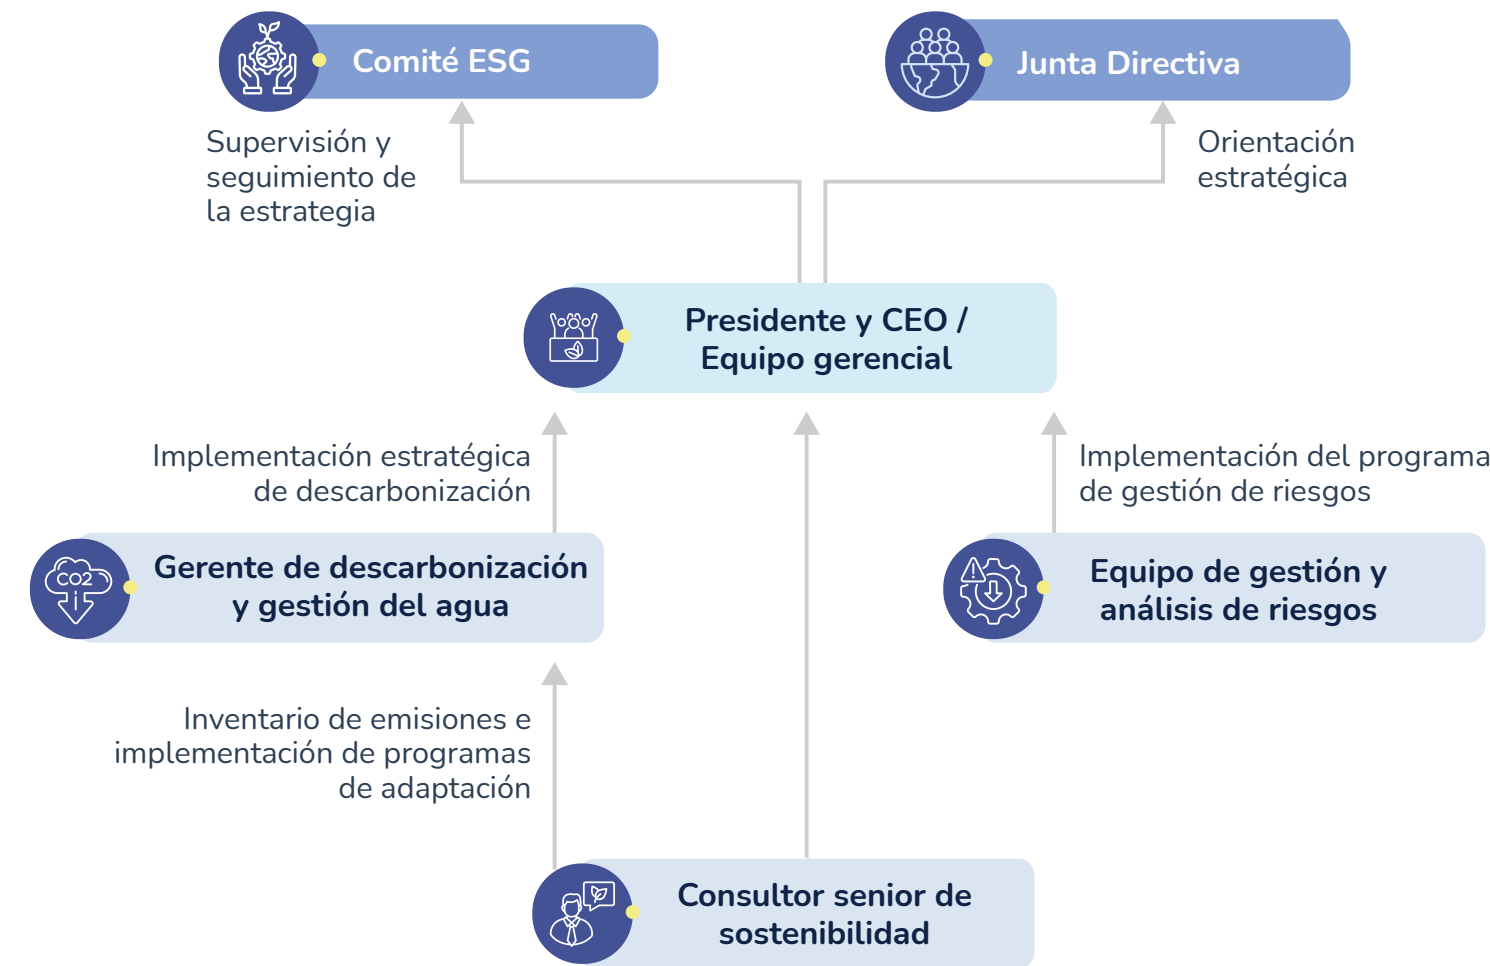 Comité ESG
Junta Directiva
Supervisión y
seguimiento de
la estrategia
Orientación
estratégica
Presidente y CEO /
Equipo gerencial
Implementación estratégica
de descarbonización
Implementación del programa
de gestión de riesgos
CO2
Gerente de descarbonización
y gestión del agua
Equipo de gestión y
análisis de riesgos
Inventario de emisiones e
implementación de programas
de adaptación
Consultor senior de
sostenibilidad